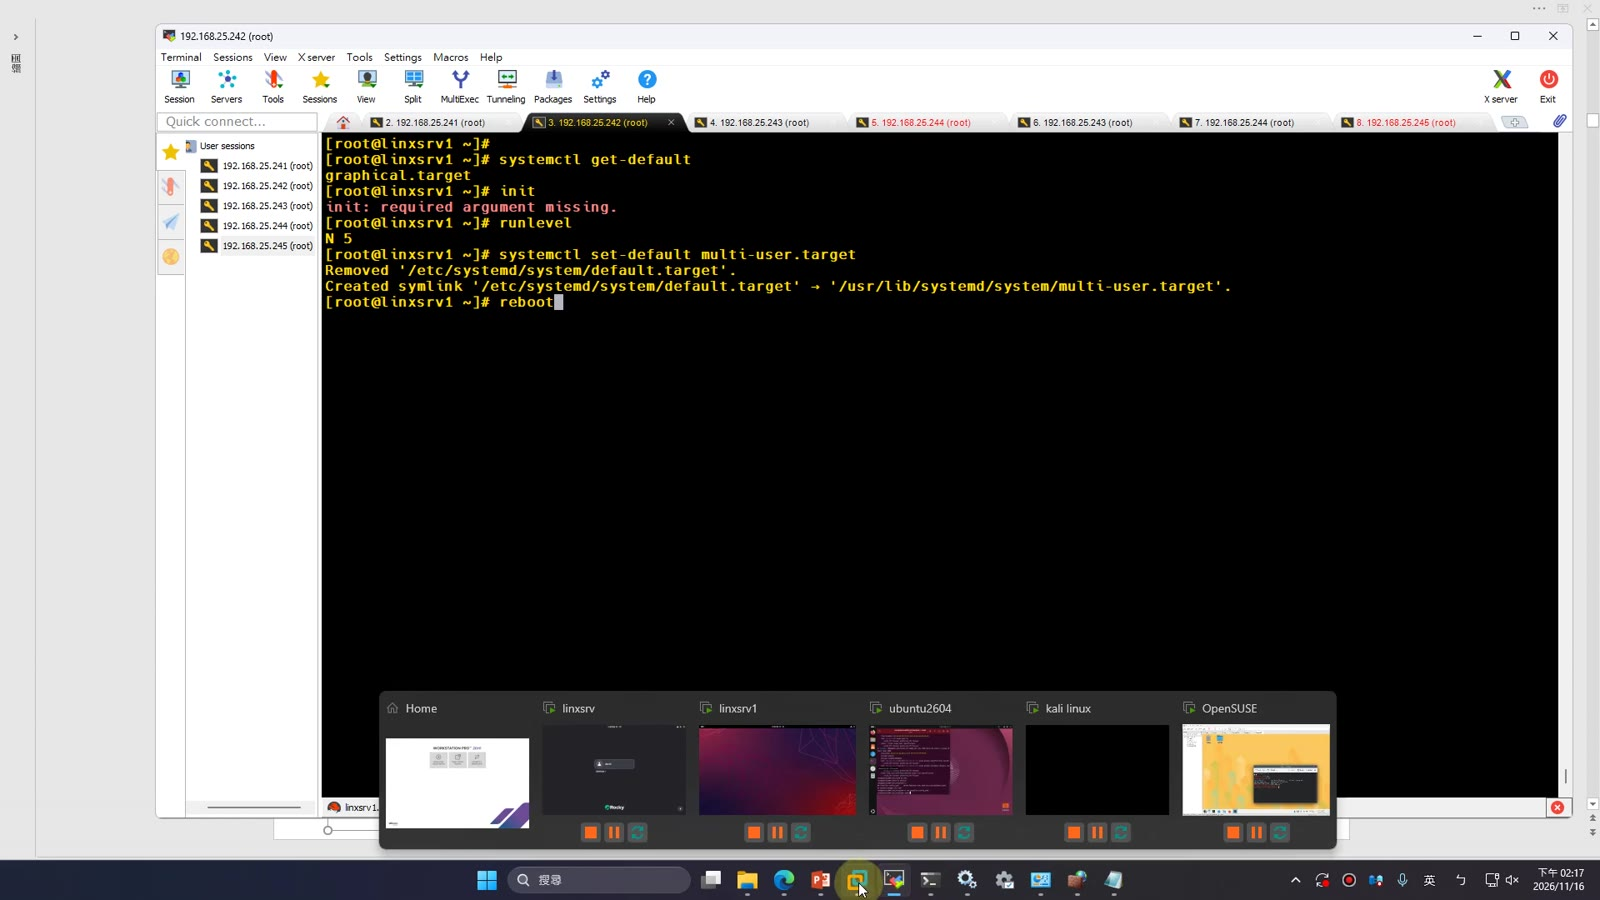 192.168.25.242 (root)
Terminal Sessions View X server Tools Settings Macros Help
Session Servers Tools Sessions View Split MultiExec Tunneling Packages Settings Help X server Exit
Quick connect...
2. 192.168.25.241 (root) 3. 192.168.25.242 (root) 4. 192.168.25.243 (root) 5. 192.168.25.244 (root) 6. 192.168.25.243 (root) 7. 192.168.25.244 (root) 8. 192.168.25.245 (root)
User sessions
192.168.25.241 (root)
192.168.25.242 (root)
192.168.25.243 (root)
192.168.25.244 (root)
192.168.25.245 (root)
[root@linxsrv1 ~]#
[root@linxsrv1 ~]# systemctl get-default
graphical.target
[root@linxsrv1 ~]# init
init: required argument missing.
[root@linxsrv1 ~]# runlevel
N 5
[root@linxsrv1 ~]# systemctl set-default multi-user.target
Removed '/etc/systemd/system/default.target'.
Created symlink '/etc/systemd/system/default.target' → '/usr/lib/systemd/system/multi-user.target'.
[root@linxsrv1 ~]# reboot
linxsrv1.
Home linxsrv linxsrv1 ubuntu2604 kali linux OpenSUSE
WORKSTATION PRO
搜尋
英
下午 02:17
2026/11/16